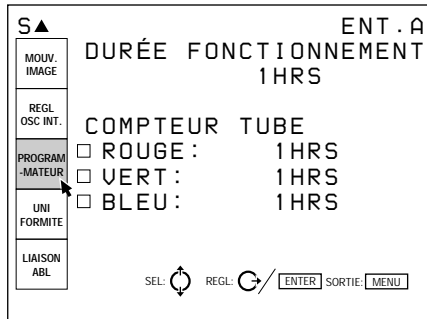 S▲ ENT.A
DURÉE FONCTIONNEMENT
1HRS
MOUV.
IMAGE
REGL
OSC INT.
PROGRAM
-MATEUR
UNI
FORMITE
LIAISON
ABL
COMPTEUR TUBE
□ ROUGE: 1HRS
□ VERT: 1HRS
□ BLEU: 1HRS
SEL: REGL: / ENTER SORTIE: MENU